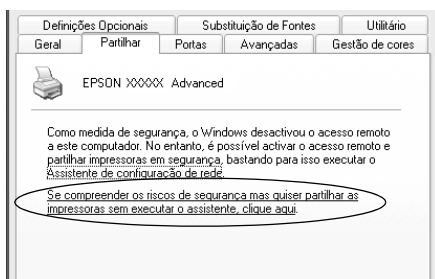 Definições Opcionais Substituição de Fontes Utilitário
Geral Partilhar Portas Avançadas Gestão de cores
EPSON XXXXX Advanced
Como medida de segurança, o Windows desactivou o acesso remoto
a este computador. No entanto, é possível activar o acesso remoto e
partilhar impressoras em segurança, bastando para isso executar o
Assistente de configuração de rede.
Se compreender os riscos de segurança mas quiser partilhar as
impressoras sem executar o assistente, clique aqui.